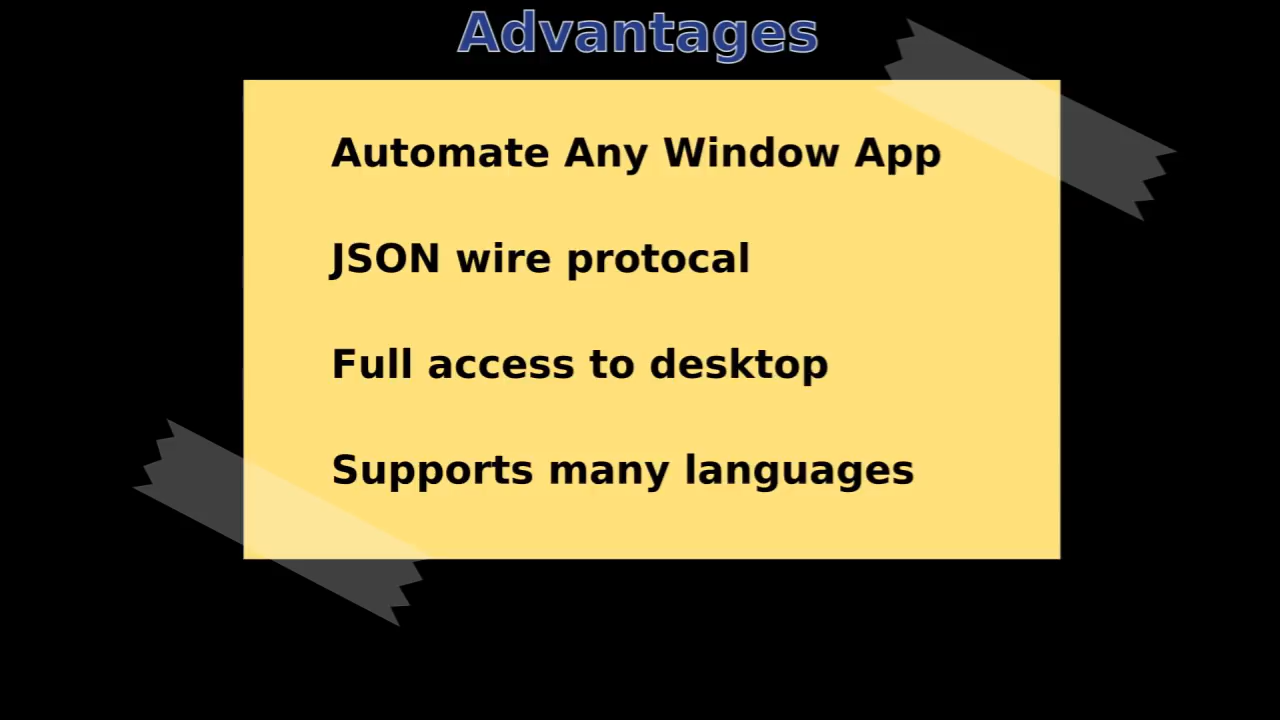 Advantages
Automate Any Window App
JSON wire protocal
Full access to desktop
Supports many languages